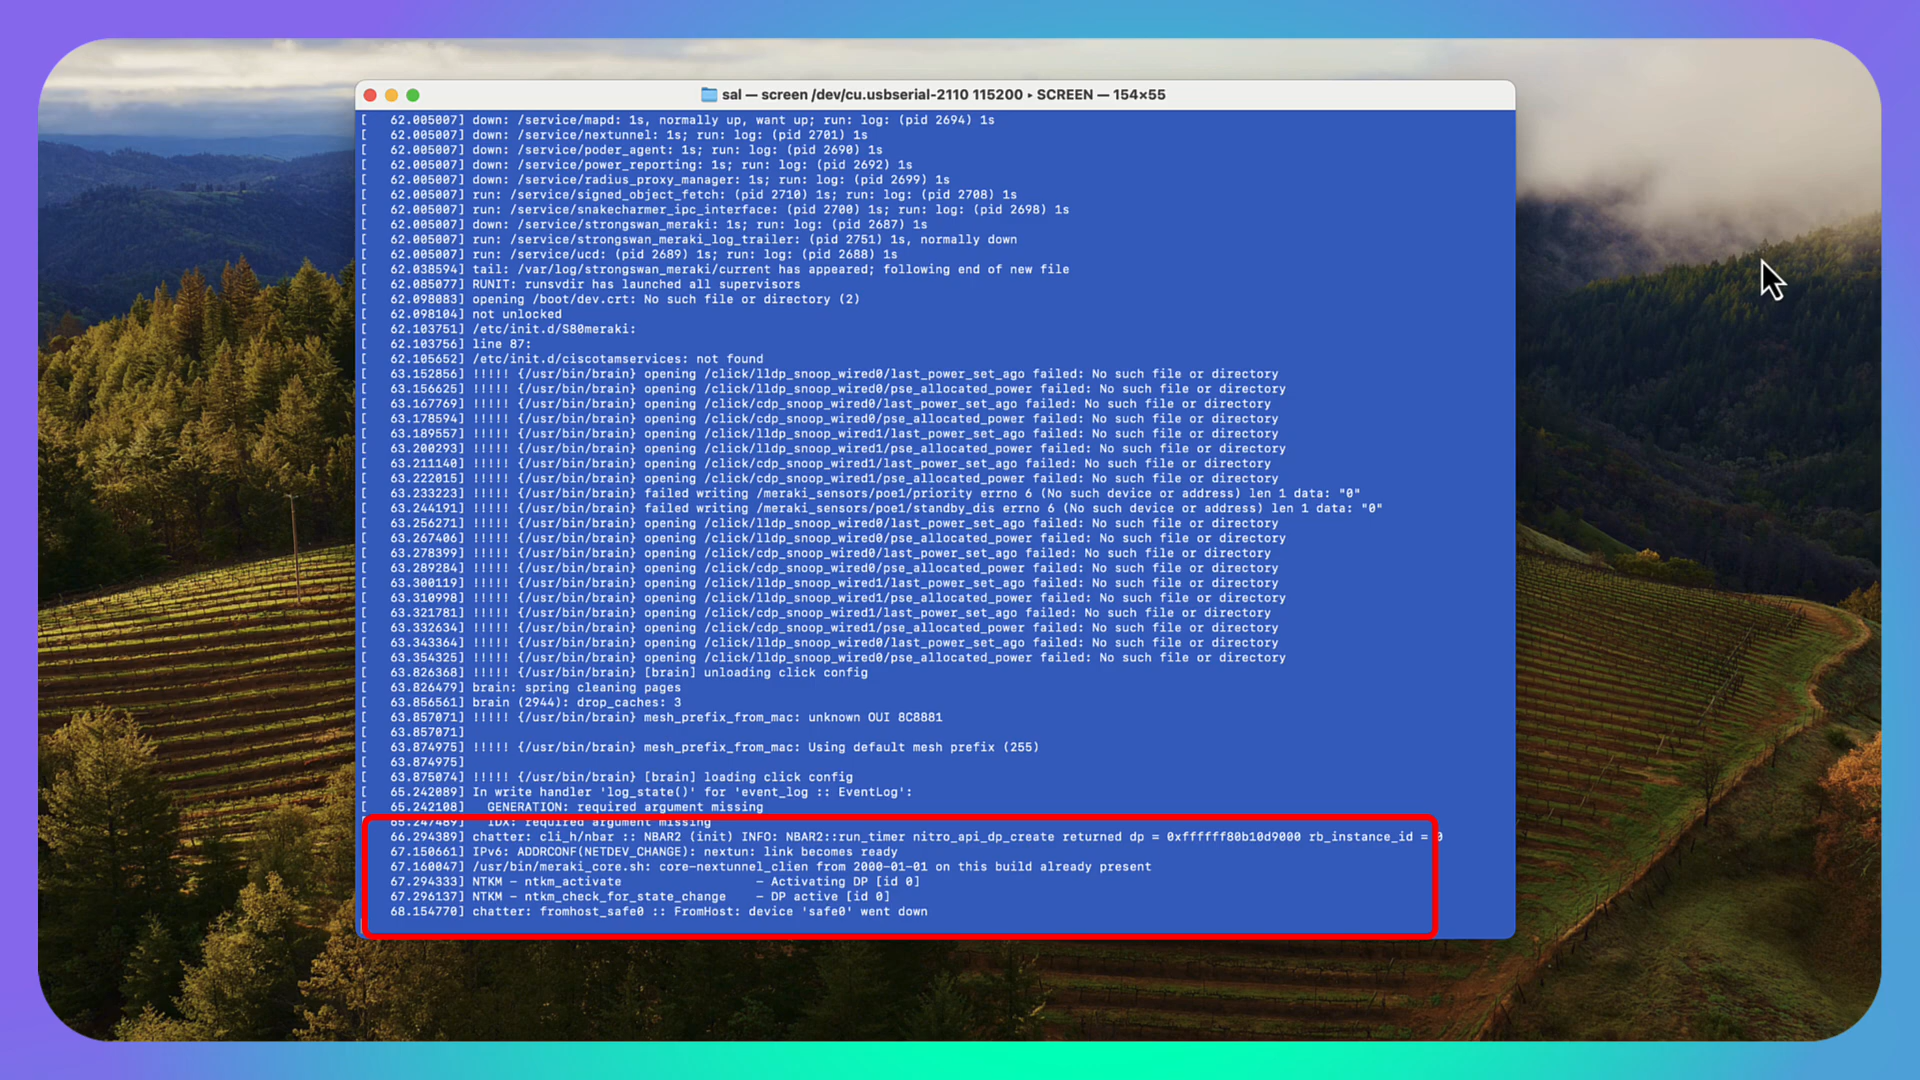 sal — screen /dev/cu.usbserial-2110 115200 ▸ SCREEN — 154×55
[   62.005007] down: /service/mapd: 1s, normally up, want up; run: log: (pid 2694) 1s
[   62.005007] down: /service/nextunnel: 1s; run: log: (pid 2701) 1s
[   62.005007] down: /service/poder_agent: 1s; run: log: (pid 2690) 1s
[   62.005007] down: /service/power_reporting: 1s; run: log: (pid 2692) 1s
[   62.005007] down: /service/radius_proxy_manager: 1s; run: log: (pid 2699) 1s
[   62.005007] run: /service/signed_object_fetch: (pid 2710) 1s; run: log: (pid 2708) 1s
[   62.005007] run: /service/snakecharmer_ipc_interface: (pid 2700) 1s; run: log: (pid 2698) 1s
[   62.005007] down: /service/strongswan_meraki: 1s; run: log: (pid 2687) 1s
[   62.005007] run: /service/strongswan_meraki_log_trailer: (pid 2751) 1s, normally down
[   62.005007] run: /service/ucd: (pid 2689) 1s; run: log: (pid 2688) 1s
[   62.038594] tail: /var/log/strongswan_meraki/current has appeared; following end of new file
[   62.085077] RUNIT: runsvdir has launched all supervisors
[   62.098083] opening /boot/dev.crt: No such file or directory (2)
[   62.098104] not unlocked
[   62.103751] /etc/init.d/S80meraki:
[   62.103756] line 87:
[   62.105652] /etc/init.d/ciscotamservices: not found
[   63.152856] !!!!! {/usr/bin/brain} opening /click/lldp_snoop_wired0/last_power_set_ago failed: No such file or directory
[   63.156625] !!!!! {/usr/bin/brain} opening /click/lldp_snoop_wired0/pse_allocated_power failed: No such file or directory
[   63.167769] !!!!! {/usr/bin/brain} opening /click/cdp_snoop_wired0/last_power_set_ago failed: No such file or directory
[   63.178594] !!!!! {/usr/bin/brain} opening /click/cdp_snoop_wired0/pse_allocated_power failed: No such file or directory
[   63.189557] !!!!! {/usr/bin/brain} opening /click/lldp_snoop_wired1/last_power_set_ago failed: No such file or directory
[   63.200293] !!!!! {/usr/bin/brain} opening /click/lldp_snoop_wired1/pse_allocated_power failed: No such file or directory
[   63.211140] !!!!! {/usr/bin/brain} opening /click/cdp_snoop_wired1/last_power_set_ago failed: No such file or directory
[   63.222015] !!!!! {/usr/bin/brain} opening /click/cdp_snoop_wired1/pse_allocated_power failed: No such file or directory
[   63.233223] !!!!! {/usr/bin/brain} failed writing /meraki_sensors/poe1/priority errno 6 (No such device or address) len 1 data: "0"
[   63.244191] !!!!! {/usr/bin/brain} failed writing /meraki_sensors/poe1/standby_dis errno 6 (No such device or address) len 1 data: "0"
[   63.256271] !!!!! {/usr/bin/brain} opening /click/lldp_snoop_wired0/last_power_set_ago failed: No such file or directory
[   63.267406] !!!!! {/usr/bin/brain} opening /click/lldp_snoop_wired0/pse_allocated_power failed: No such file or directory
[   63.278399] !!!!! {/usr/bin/brain} opening /click/cdp_snoop_wired0/last_power_set_ago failed: No such file or directory
[   63.289284] !!!!! {/usr/bin/brain} opening /click/cdp_snoop_wired0/pse_allocated_power failed: No such file or directory
[   63.300119] !!!!! {/usr/bin/brain} opening /click/lldp_snoop_wired1/last_power_set_ago failed: No such file or directory
[   63.310998] !!!!! {/usr/bin/brain} opening /click/lldp_snoop_wired1/pse_allocated_power failed: No such file or directory
[   63.321781] !!!!! {/usr/bin/brain} opening /click/cdp_snoop_wired1/last_power_set_ago failed: No such file or directory
[   63.332634] !!!!! {/usr/bin/brain} opening /click/cdp_snoop_wired1/pse_allocated_power failed: No such file or directory
[   63.343364] !!!!! {/usr/bin/brain} opening /click/lldp_snoop_wired0/last_power_set_ago failed: No such file or directory
[   63.354325] !!!!! {/usr/bin/brain} opening /click/lldp_snoop_wired0/pse_allocated_power failed: No such file or directory
[   63.826368] !!!!! {/usr/bin/brain} [brain] unloading click config
[   63.826479] brain: spring cleaning pages
[   63.856561] brain (2944): drop_caches: 3
[   63.857071] !!!!! {/usr/bin/brain} mesh_prefix_from_mac: unknown OUI 8C8881
[   63.857071]
[   63.874975] !!!!! {/usr/bin/brain} mesh_prefix_from_mac: Using default mesh prefix (255)
[   63.874975]
[   63.875074] !!!!! {/usr/bin/brain} [brain] loading click config
[   65.242089] In write handler 'log_state()' for 'event_log :: EventLog':
[   65.242108]   GENERATION: required argument missing
[   65.247489]   IDX: required argument missing
[   66.294389] chatter: cli_h/nbar :: NBAR2 (init) INFO: NBAR2::run_timer nitro_api_dp_create returned dp = 0xffffff80b10d9000 rb_instance_id = 0
[   67.150661] IPv6: ADDRCONF(NETDEV_CHANGE): nextun: link becomes ready
[   67.160047] /usr/bin/meraki_core.sh: core-nextunnel_clien from 2000-01-01 on this build already present
[   67.294333] NTKM – ntkm_activate                  – Activating DP [id 0]
[   67.296137] NTKM – ntkm_check_for_state_change    – DP active [id 0]
[   68.154770] chatter: fromhost_safe0 :: FromHost: device 'safe0' went down